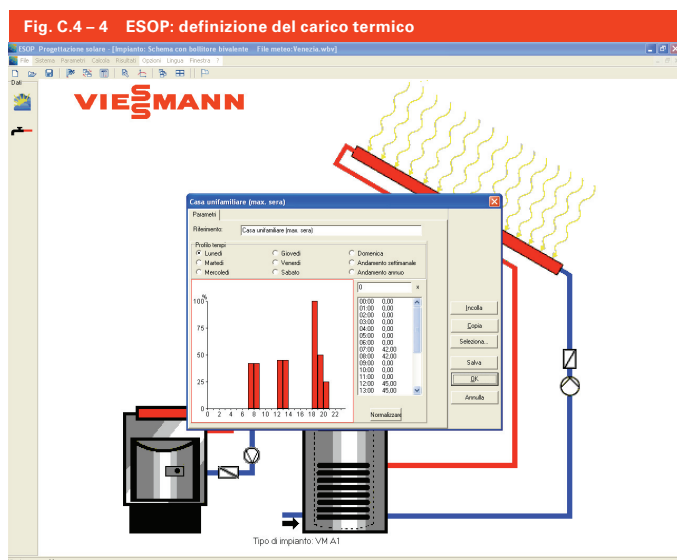 Fig. C.4 – 4 ESOP: definizione del carico termico
ESOP Progettazione solare - [Impianto: Schema con bollitore bivalente File meteo:Venezia.wbv]
File Sistema Parametri Calcola Risultati Opzioni Lingua Finestra ?
Dati
VIESSMANN
Casa unifamiliare (max. sera)
Parametri
Riferimento: Casa unifamiliare (max. sera)
Profilo tempi
Lunedì Giovedì Domenica
Martedì Venerdì Andamento settimanale
Mercoledì Sabato Andamento annuo
0
%
100
75
50
25
0
0 2 4 6 8 10 12 14 16 18 20 22
00:00 0,00
01:00 0,00
02:00 0,00
03:00 0,00
04:00 0,00
05:00 0,00
06:00 0,00
07:00 42,00
08:00 42,00
09:00 0,00
10:00 0,00
11:00 0,00
12:00 45,00
13:00 45,00
Normalizzare
Incolla
Copia
Seleziona...
Salva
OK
Annulla
Tipo di impianto: VM A1